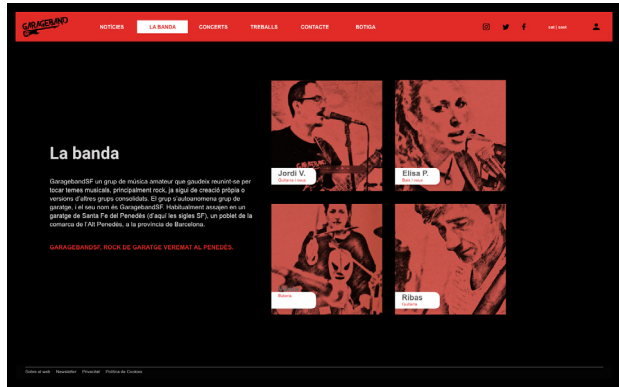 GARAGEBAND
NOTÍCIES
LA BANDA
CONCERTS
TREBALLS
CONTACTE
BOTIGA
cat | cast
La banda
GaragebandSF un grup de música amateur que gaudeix reunint-se per
tocar temes musicals, principalment rock, ja sigui de creació pròpia o
versions d'altres grups consolidats. El grup s'autoanomena grup de
garatge, i el seu nom és GaragebandSF. Habitualment assajen en un
garatge de Santa Fe del Penedès (d'aquí les sigles SF), un poblet de la
comarca de l'Alt Penedès, a la província de Barcelona.
GARAGEBANDSF, ROCK DE GARATGE VEREMAT AL PENEDÈS.
Jordi V.
Guitarra i veus
Elisa P.
Baix i veus
Bateria
Ribas
Guitarra
Sobre el web
Newsletter
Privacitat
Política de Cookies